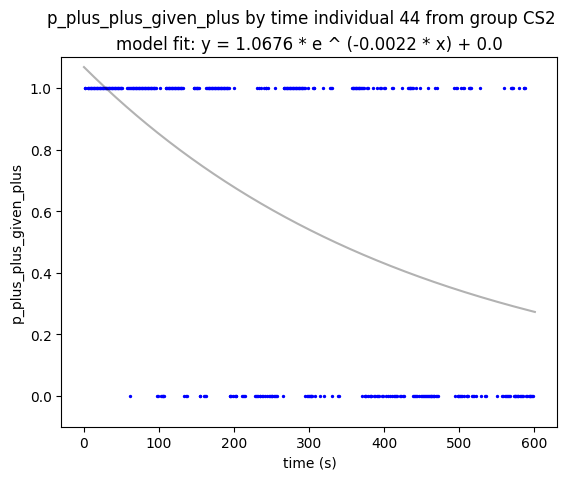 p_plus_plus_given_plus by time individual 44 from group CS2
model fit: y = 1.0676 * e ^ (-0.0022 * x) + 0.0
1.0
0.8
0.6
0.4
0.2
0.0
p_plus_plus_given_plus
0 100 200 300 400 500 600
time (s)